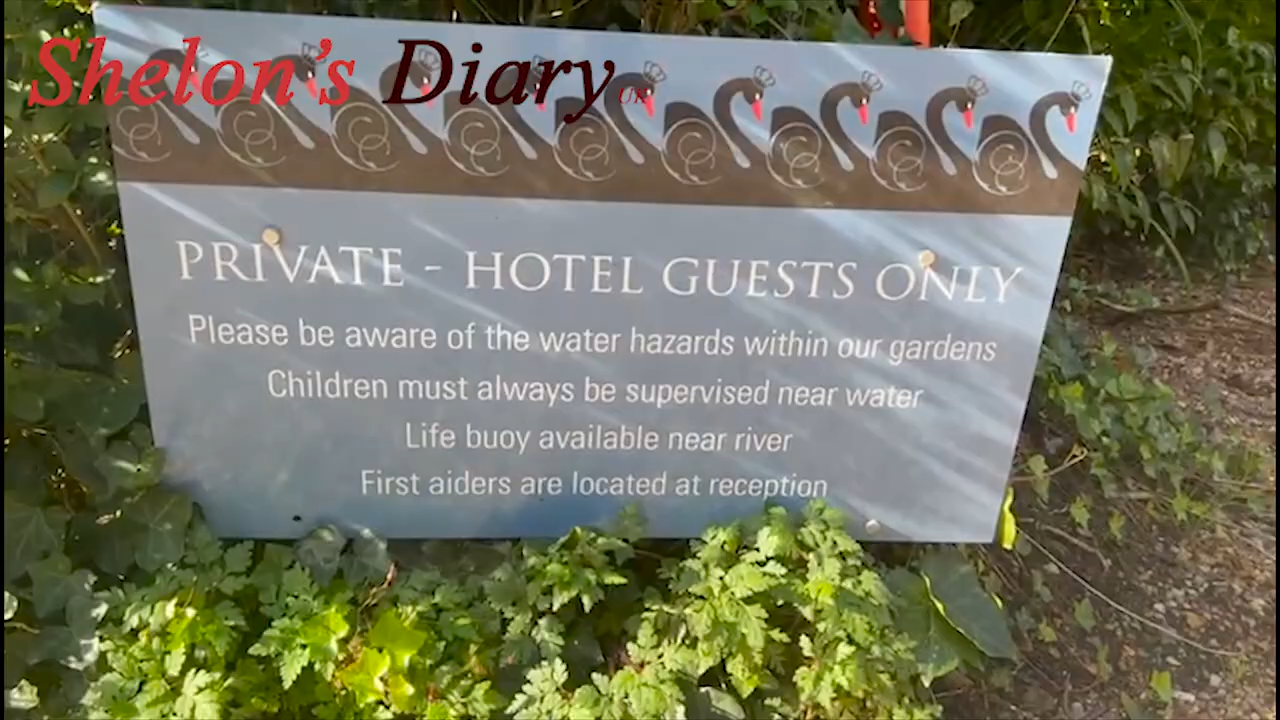 Shelon's Diary UK
PRIVATE - HOTEL GUESTS ONLY
Please be aware of the water hazards within our gardens
Children must always be supervised near water
Life buoy available near river
First aiders are located at reception